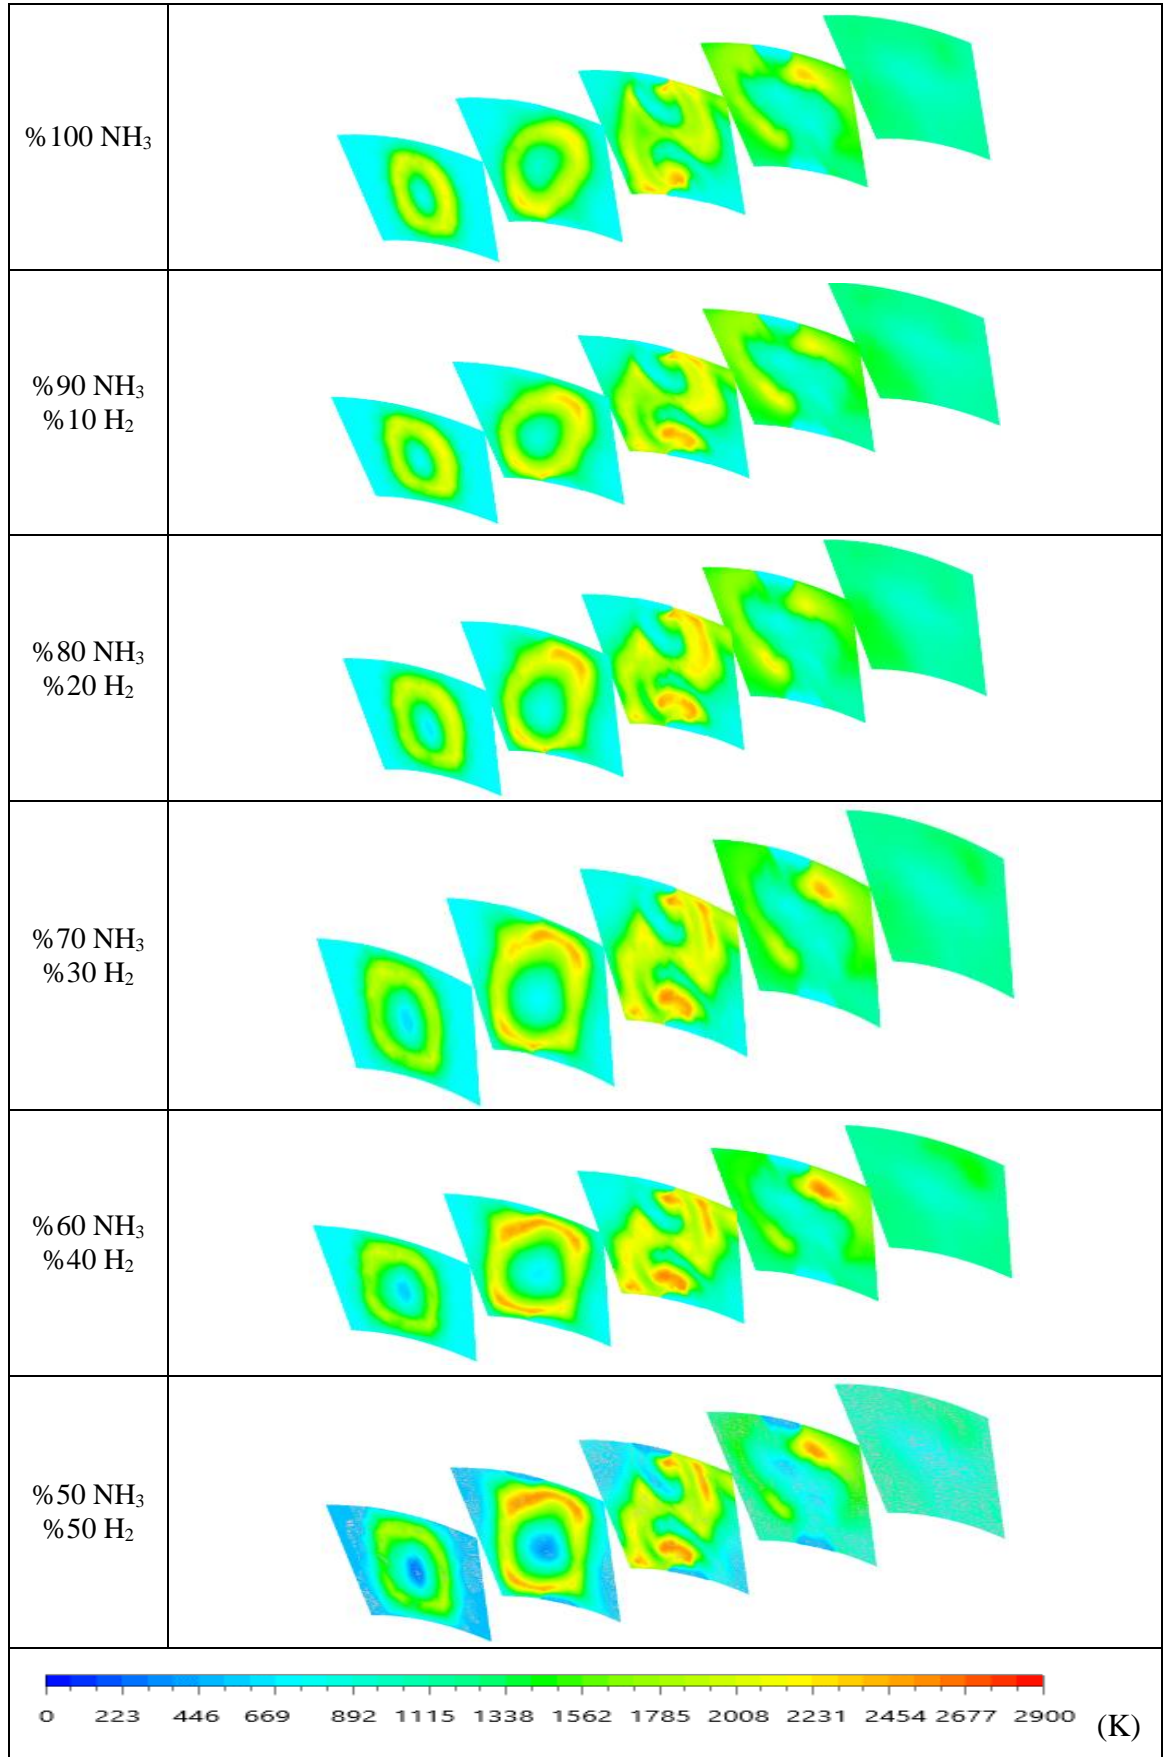 %100 NH₃
%90 NH₃
%10 H₂
%80 NH₃
%20 H₂
%70 NH₃
%30 H₂
%60 NH₃
%40 H₂
%50 NH₃
%50 H₂
0 223 446 669 892 1115 1338 1562 1785 2008 2231 2454 2677 2900 (K)